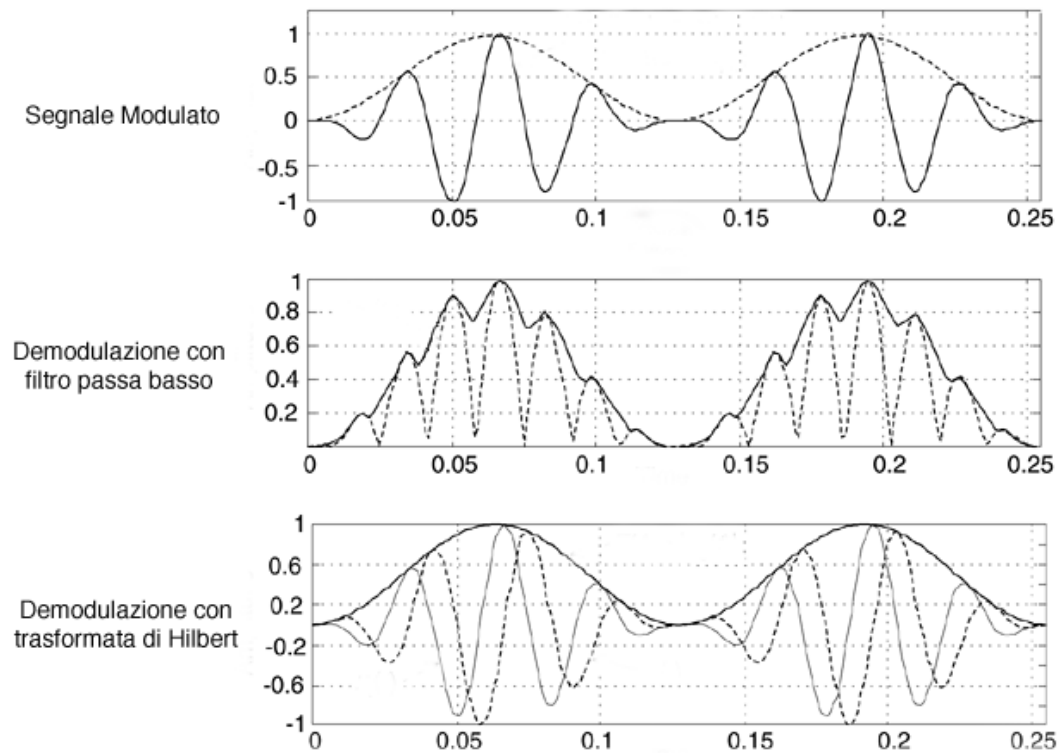 Segnale Modulato
1
0.5
0
-0.5
-1
0 0.05 0.1 0.15 0.2 0.25
Demodulazione con
filtro passa basso
1
0.8
0.6
0.4
0.2
0 0.05 0.1 0.15 0.2 0.25
Demodulazione con
trasformata di Hilbert
1
0.6
0.2
-0.2
-0.6
-1
0 0.05 0.1 0.15 0.2 0.25